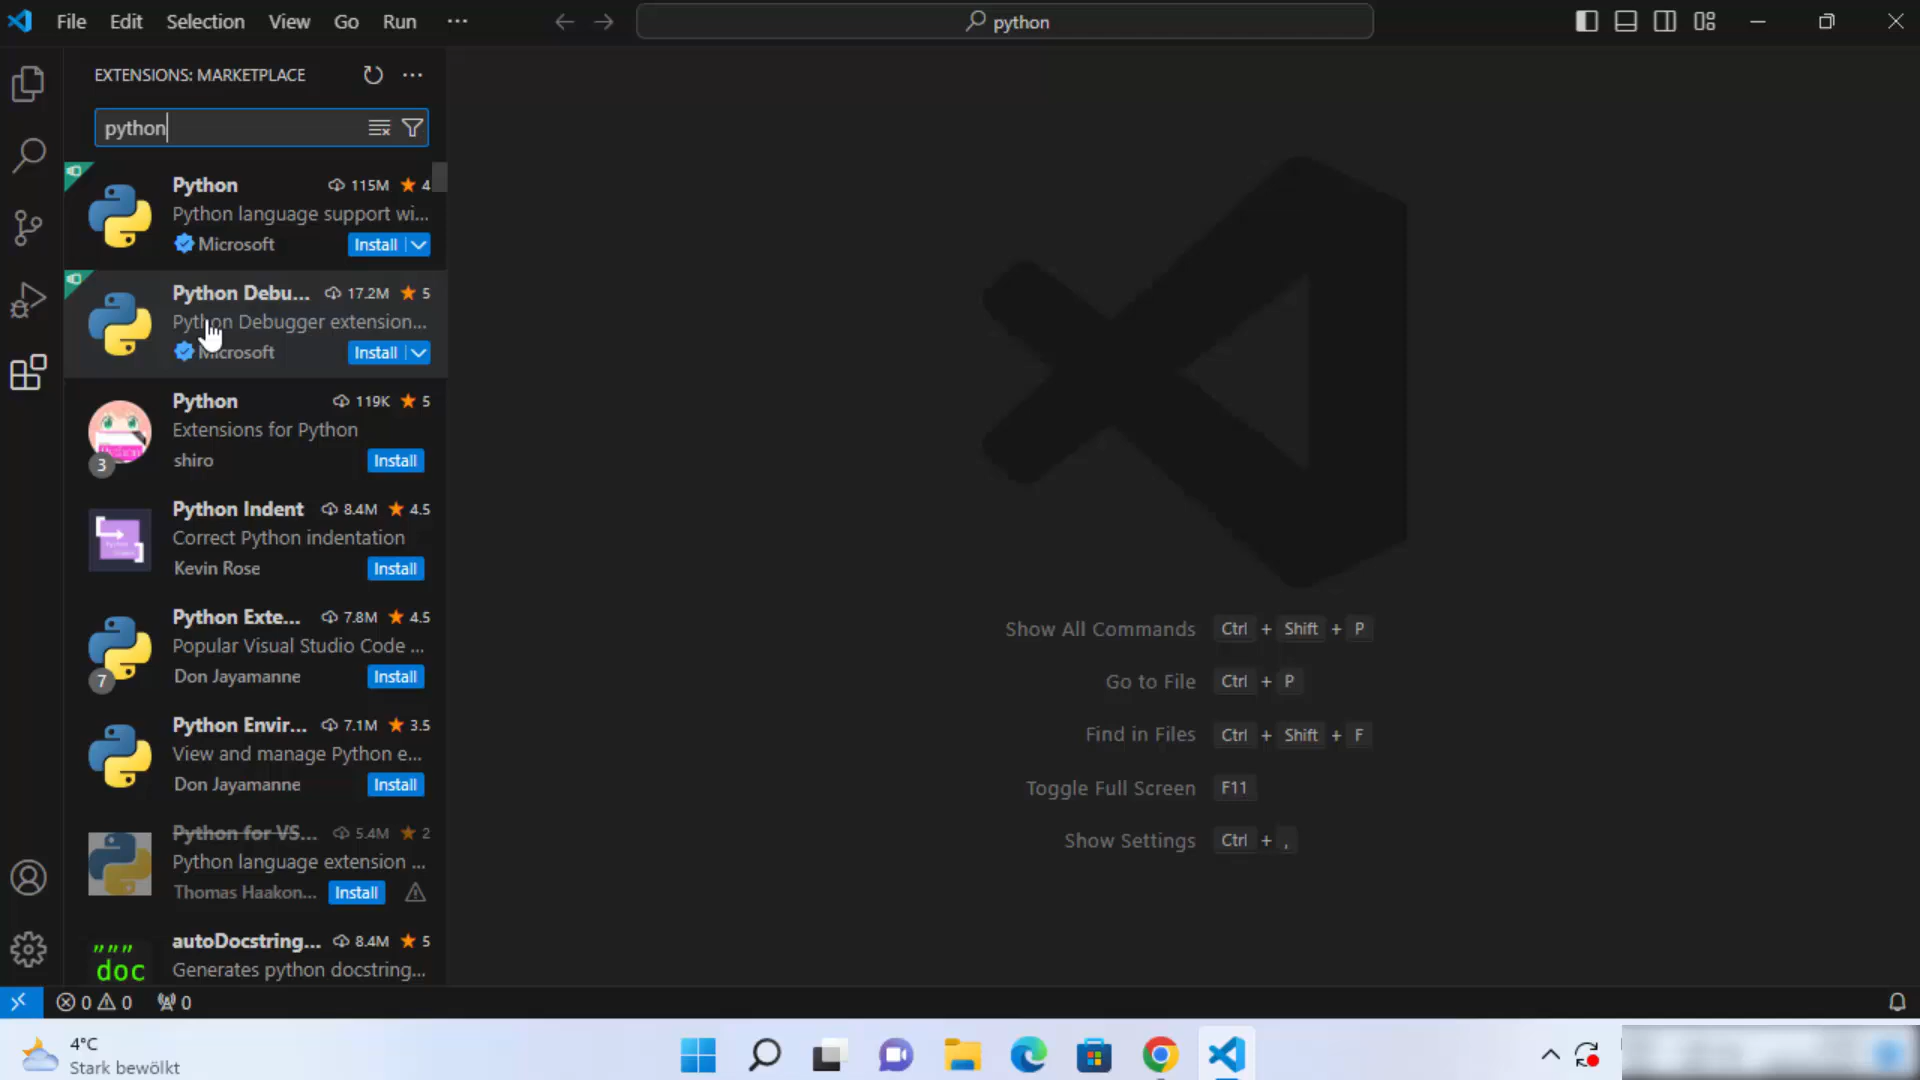 File Edit Selection View Go Run ···
python
EXTENSIONS: MARKETPLACE
python
Python 115M ★ 4
Python language support wi...
Microsoft Install
Python Debu... 17.2M ★ 5
Python Debugger extension...
Microsoft Install
Python 119K ★ 5
Extensions for Python
3 shiro Install
Python Indent 8.4M ★ 4.5
Correct Python indentation
Kevin Rose Install
Python Exte... 7.8M ★ 4.5
Popular Visual Studio Code ...
7 Don Jayamanne Install
Python Envir... 7.1M ★ 3.5
View and manage Python e...
Don Jayamanne Install
Python for VS... 5.4M ★ 2
Python language extension ...
Thomas Haakon... Install
autoDocstring... 8.4M ★ 5
""" doc
Generates python docstring...
Show All Commands Ctrl + Shift + P
Go to File Ctrl + P
Find in Files Ctrl + Shift + F
Toggle Full Screen F11
Show Settings Ctrl + ,
0 0 0
4°C
Stark bewölkt